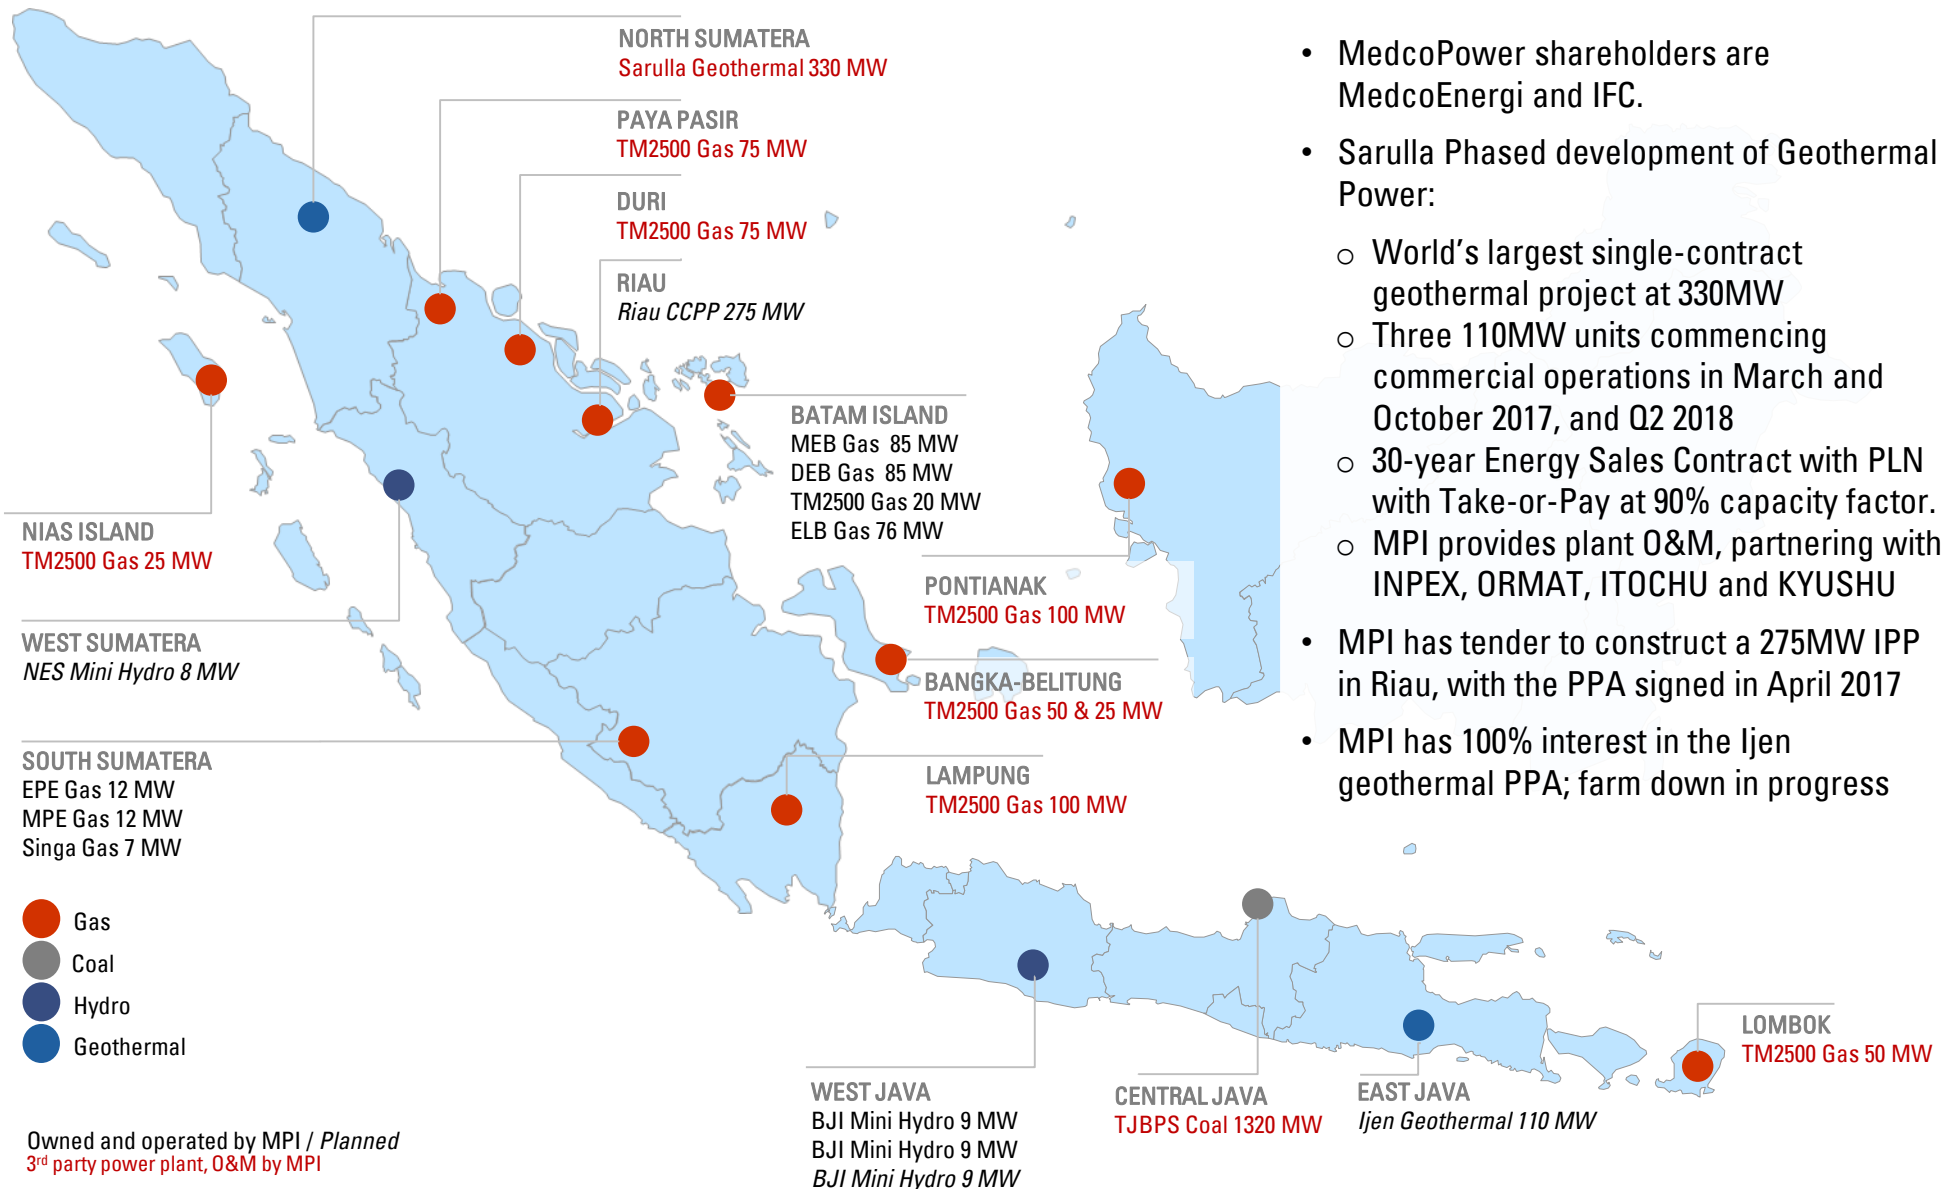 NORTH SUMATERA
Sarulla Geothermal 330 MW
PAYA PASIR
TM2500 Gas 75 MW
DURI
TM2500 Gas 75 MW
RIAU
Riau CCPP 275 MW
BATAM ISLAND
MEB Gas 85 MW
DEB Gas 85 MW
TM2500 Gas 20 MW
ELB Gas 76 MW
NIAS ISLAND
TM2500 Gas 25 MW
PONTIANAK
TM2500 Gas 100 MW
WEST SUMATERA
NES Mini Hydro 8 MW
BANGKA-BELITUNG
TM2500 Gas 50 & 25 MW
SOUTH SUMATERA
EPE Gas 12 MW
MPE Gas 12 MW
Singa Gas 7 MW
LAMPUNG
TM2500 Gas 100 MW
• MedcoPower shareholders are
MedcoEnergi and IFC.
• Sarulla Phased development of Geothermal
Power:
o World's largest single-contract
geothermal project at 330MW
o Three 110MW units commencing
commercial operations in March and
October 2017, and Q2 2018
o 30-year Energy Sales Contract with PLN
with Take-or-Pay at 90% capacity factor.
o MPI provides plant O&M, partnering with
INPEX, ORMAT, ITOCHU and KYUSHU
• MPI has tender to construct a 275MW IPP
in Riau, with the PPA signed in April 2017
• MPI has 100% interest in the Ijen
geothermal PPA; farm down in progress
Gas
Coal
Hydro
Geothermal
WEST JAVA
BJI Mini Hydro 9 MW
BJI Mini Hydro 9 MW
BJI Mini Hydro 9 MW
CENTRAL JAVA
TJBPS Coal 1320 MW
EAST JAVA
Ijen Geothermal 110 MW
LOMBOK
TM2500 Gas 50 MW
Owned and operated by MPI / Planned
3rd party power plant, O&M by MPI